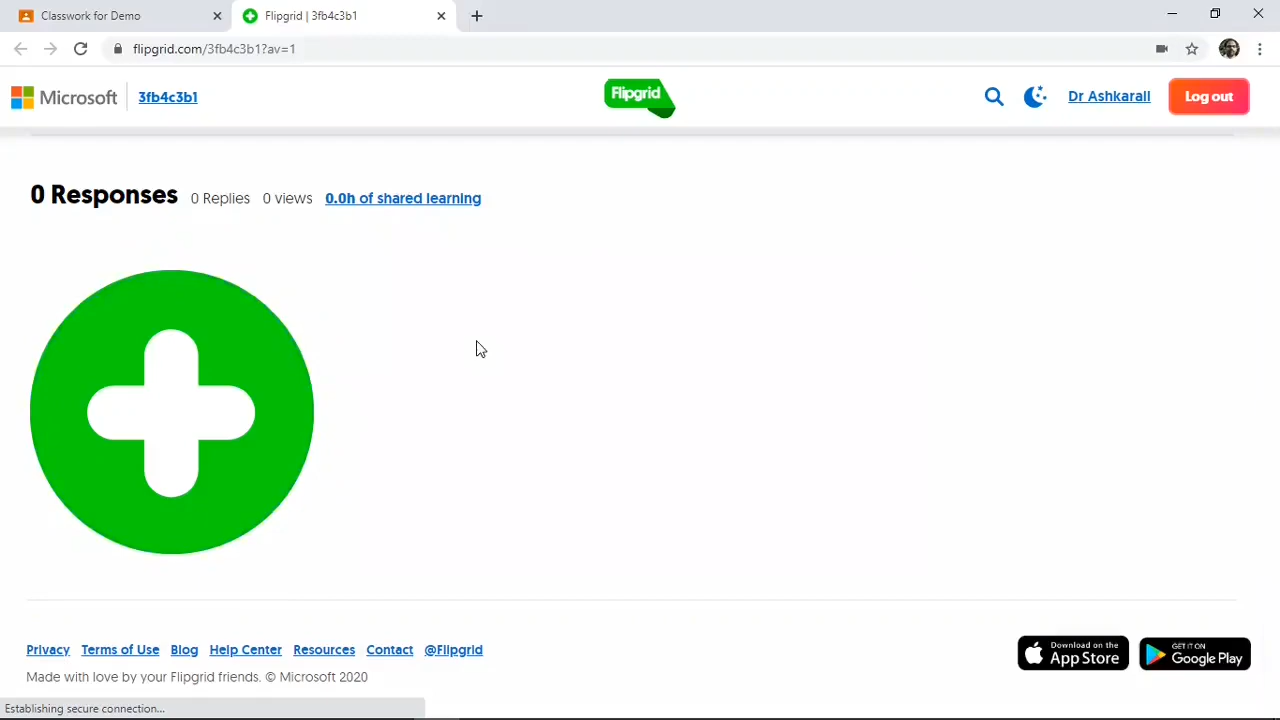 Classwork for Demo
Flipgrid | 3fb4c3b1
flipgrid.com/3fb4c3b1?av=1
Microsoft
3fb4c3b1
Flipgrid
Dr Ashkarali
Log out
0 Responses 0 Replies 0 views 0.0h of shared learning
Privacy Terms of Use Blog Help Center Resources Contact @Flipgrid
Made with love by your Flipgrid friends. © Microsoft 2020
Download on the
App Store
GET IT ON
Google Play
Establishing secure connection...